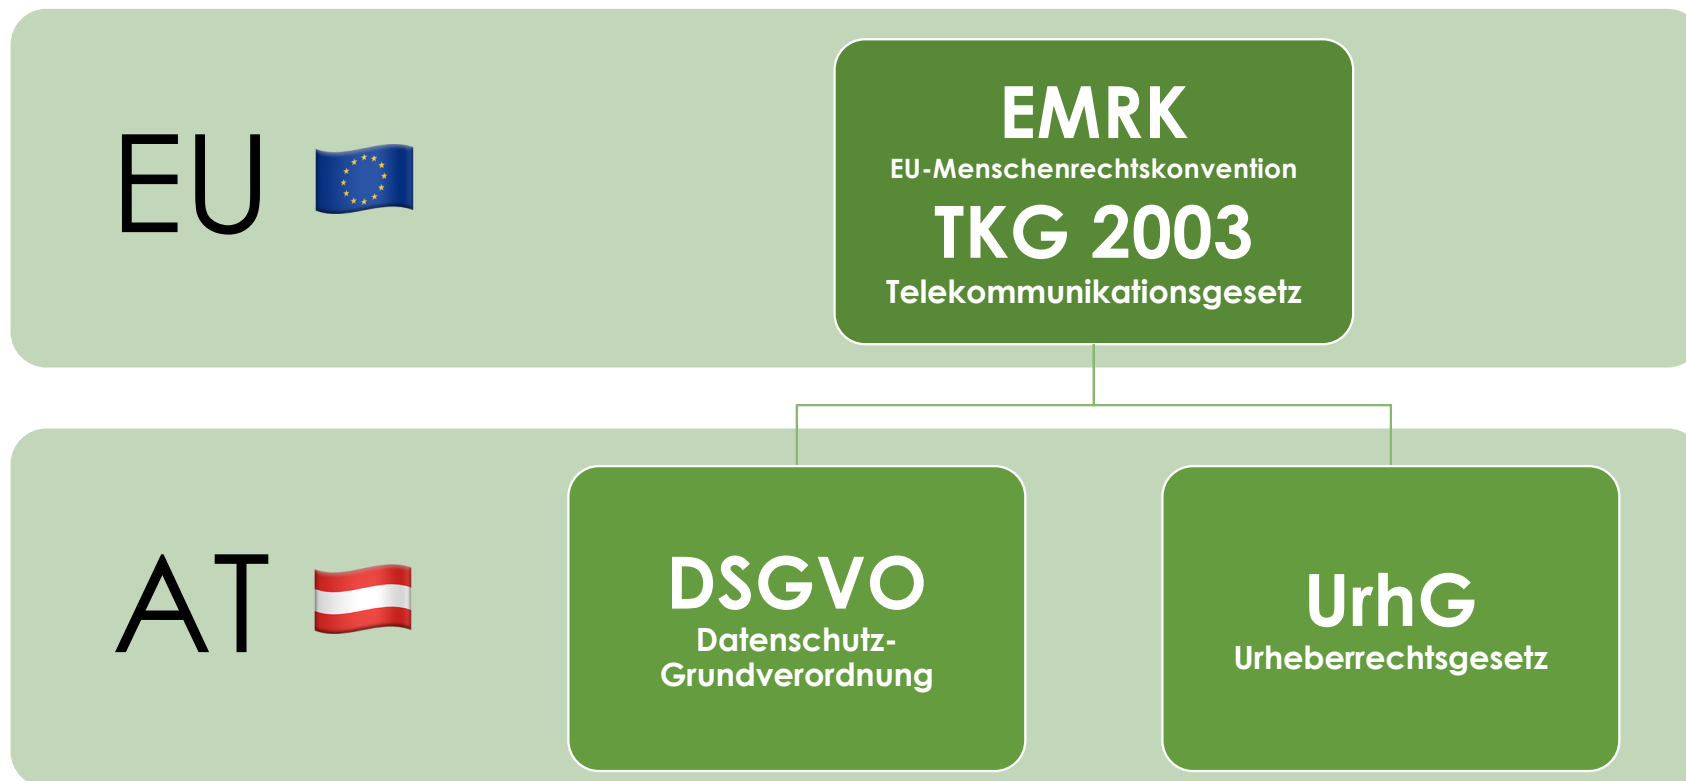 EU
EMRK
EU-Menschenrechtskonvention
TKG 2003
Telekommunikationsgesetz
AT
DSGVO
Datenschutz-
Grundverordnung
UrhG
Urheberrechtsgesetz